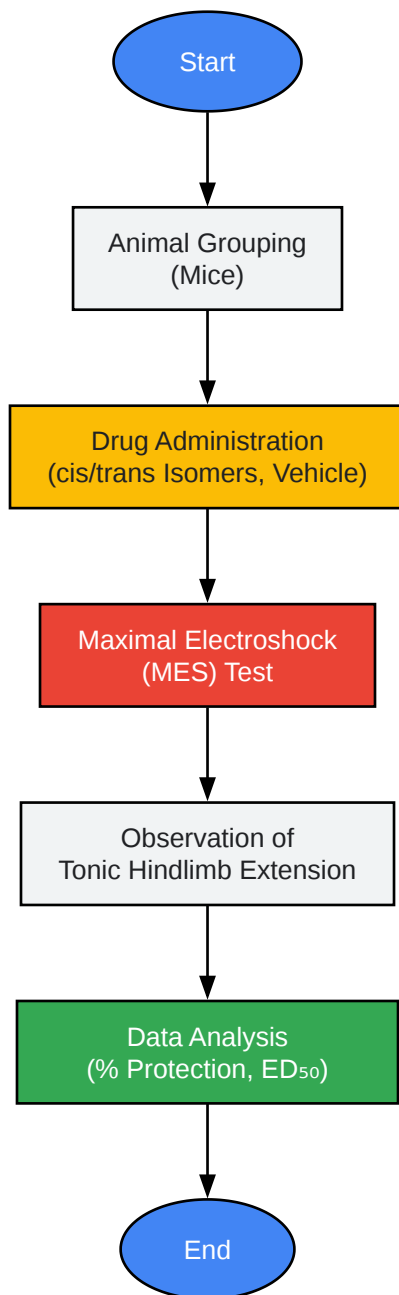 Start
Animal Grouping
(Mice)
Drug Administration
(cis/trans Isomers, Vehicle)
Maximal Electroshock
(MES) Test
Observation of
Tonic Hindlimb Extension
Data Analysis
(% Protection, ED₅₀)
End